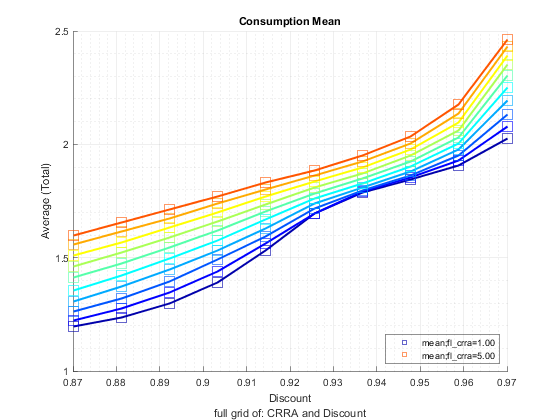 Consumption Mean
2.5
2
1.5
1
Average (Total)
mean;fl_crra=1.00
mean;fl_crra=5.00
0.87 0.88 0.89 0.9 0.91 0.92 0.93 0.94 0.95 0.96 0.97
Discount
full grid of: CRRA and Discount